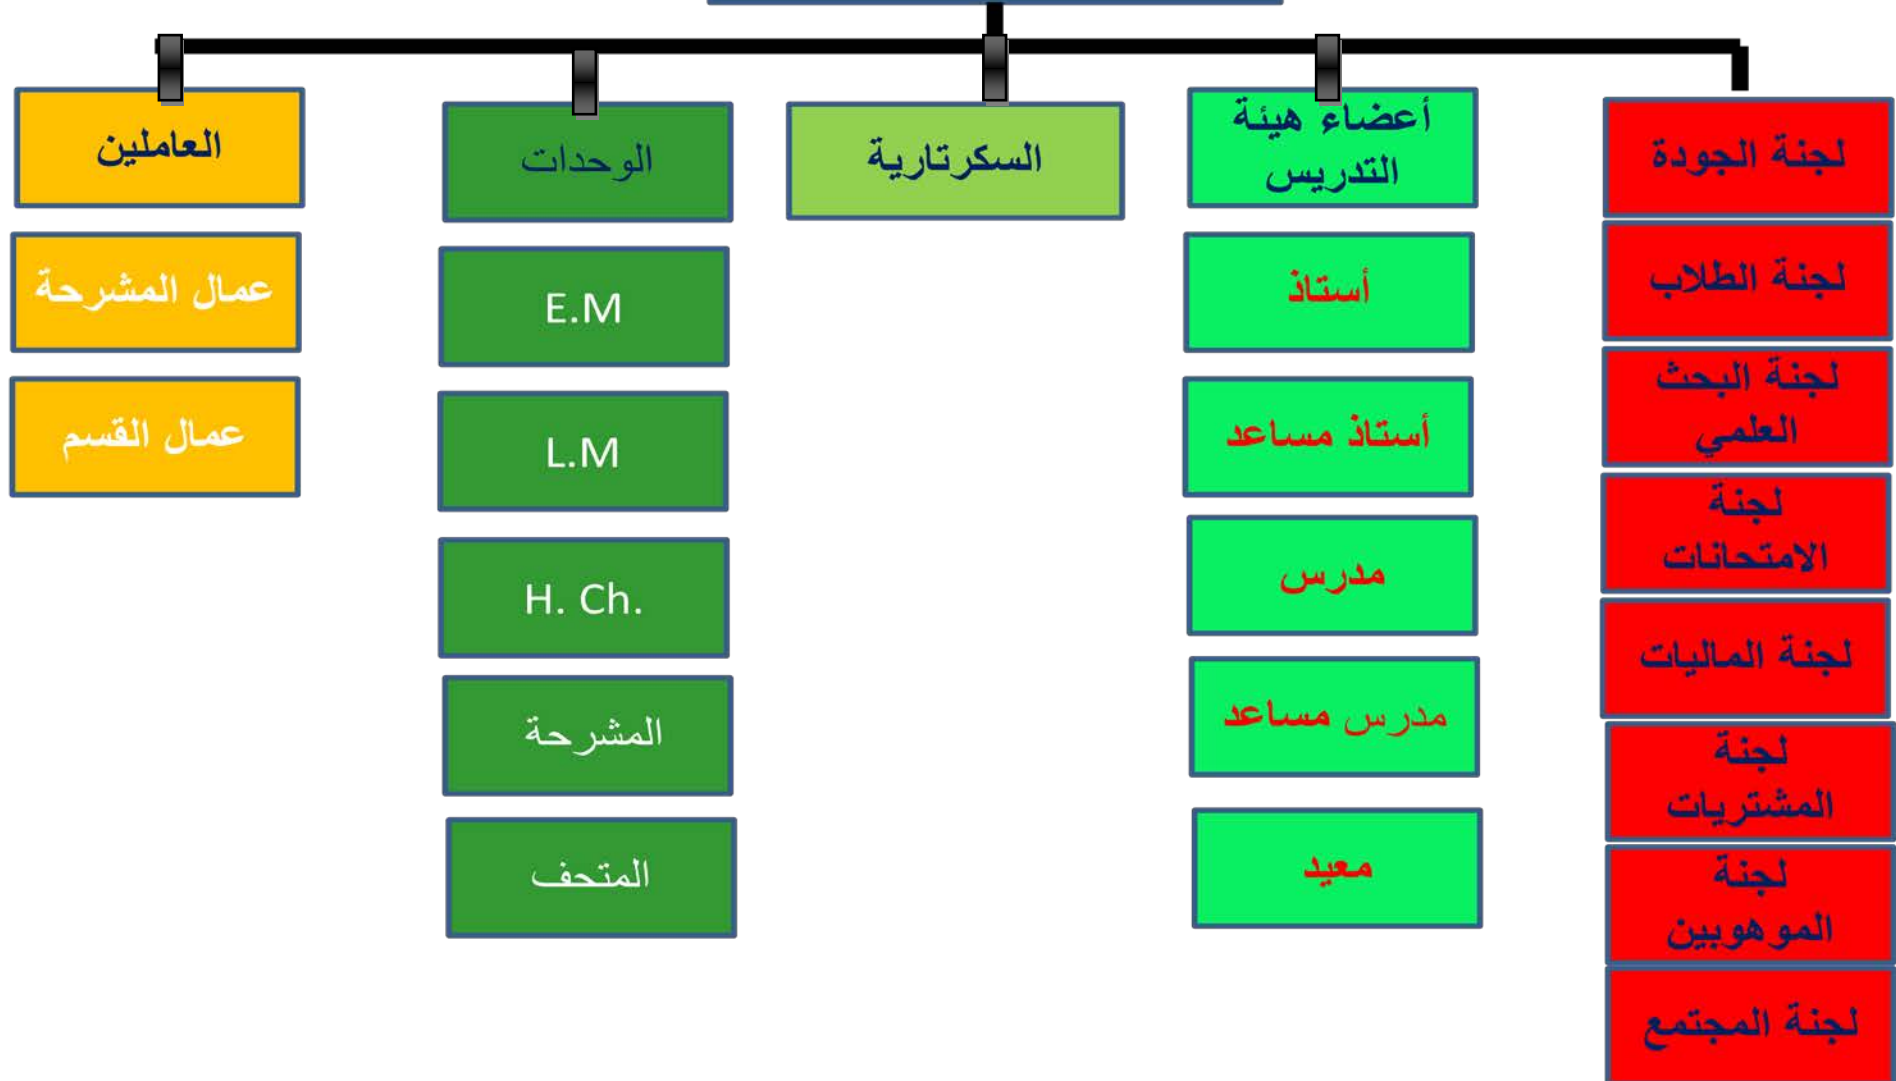 لجنة الجودة
لجنة الطلاب
لجنة البحث
العلمي
لجنة
الامتحانات
لجنة الماليات
لجنة
المشتريات
لجنة
الموهوبين
لجنة المجتمع
أعضاء هيئة
التدريس
أستاذ
أستاذ مساعد
مدرس
مدرس مساعد
معيد
السكرتارية
الوحدات
E.M
L.M
H. Ch.
المشرحة
المتحف
العاملين
عمال المشرحة
عمال القسم